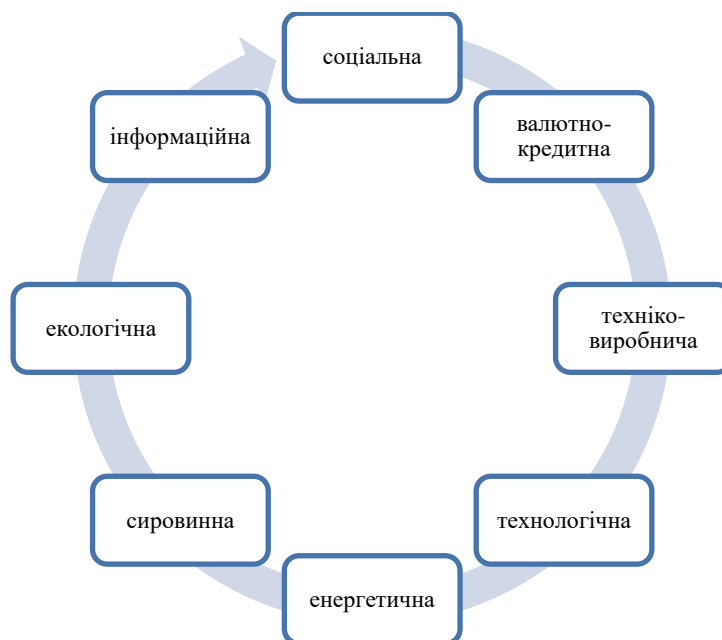 соціальна
валютно-
кредитна
техніко-
виробнича
технологічна
енергетична
сировинна
екологічна
інформаційна